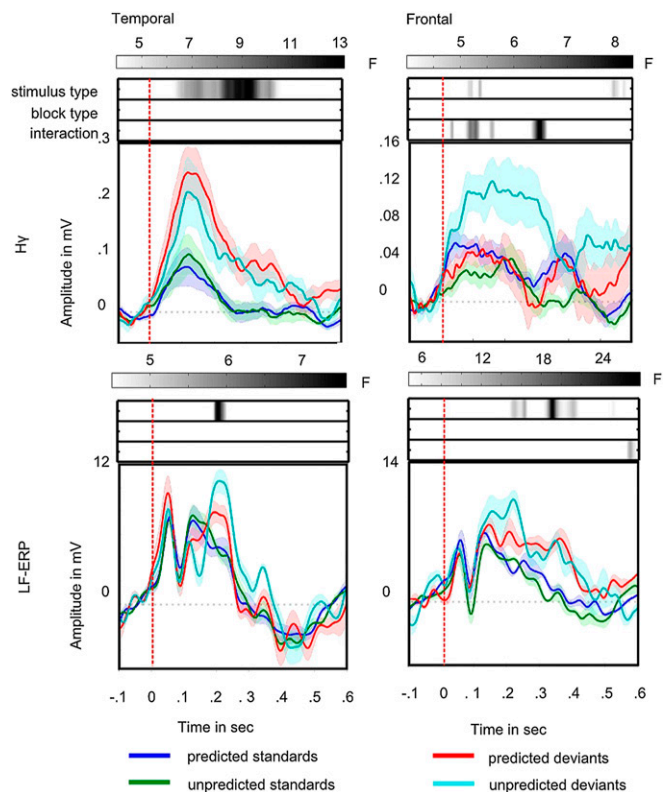 Temporal Frontal
5 7 9 11 13 F 5 6 7 8 F
stimulus type
block type
interaction
.3 .16
.2 .12
.1 .08
.04
0 0
Hγ
Amplitude in mV
5 6 7 F 6 12 18 24 F
12 14
0 0
LF-ERP
Amplitude in mV
-.1 0 .1 .2 .3 .4 .5 .6 -.1 0 .1 .2 .3 .4 .5 .6
Time in sec Time in sec
predicted standards predicted deviants
unpredicted standards unpredicted deviants